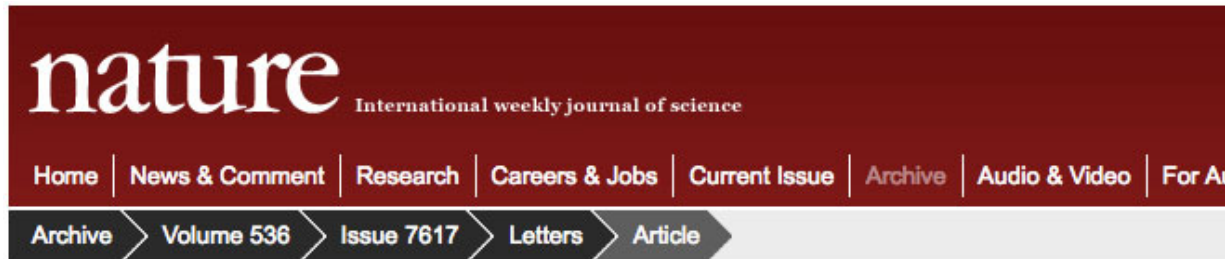 nature International weekly journal of science
Home News & Comment Research Careers & Jobs Current Issue Archive Audio & Video For
Archive Volume 536 Issue 7617 Letters Article